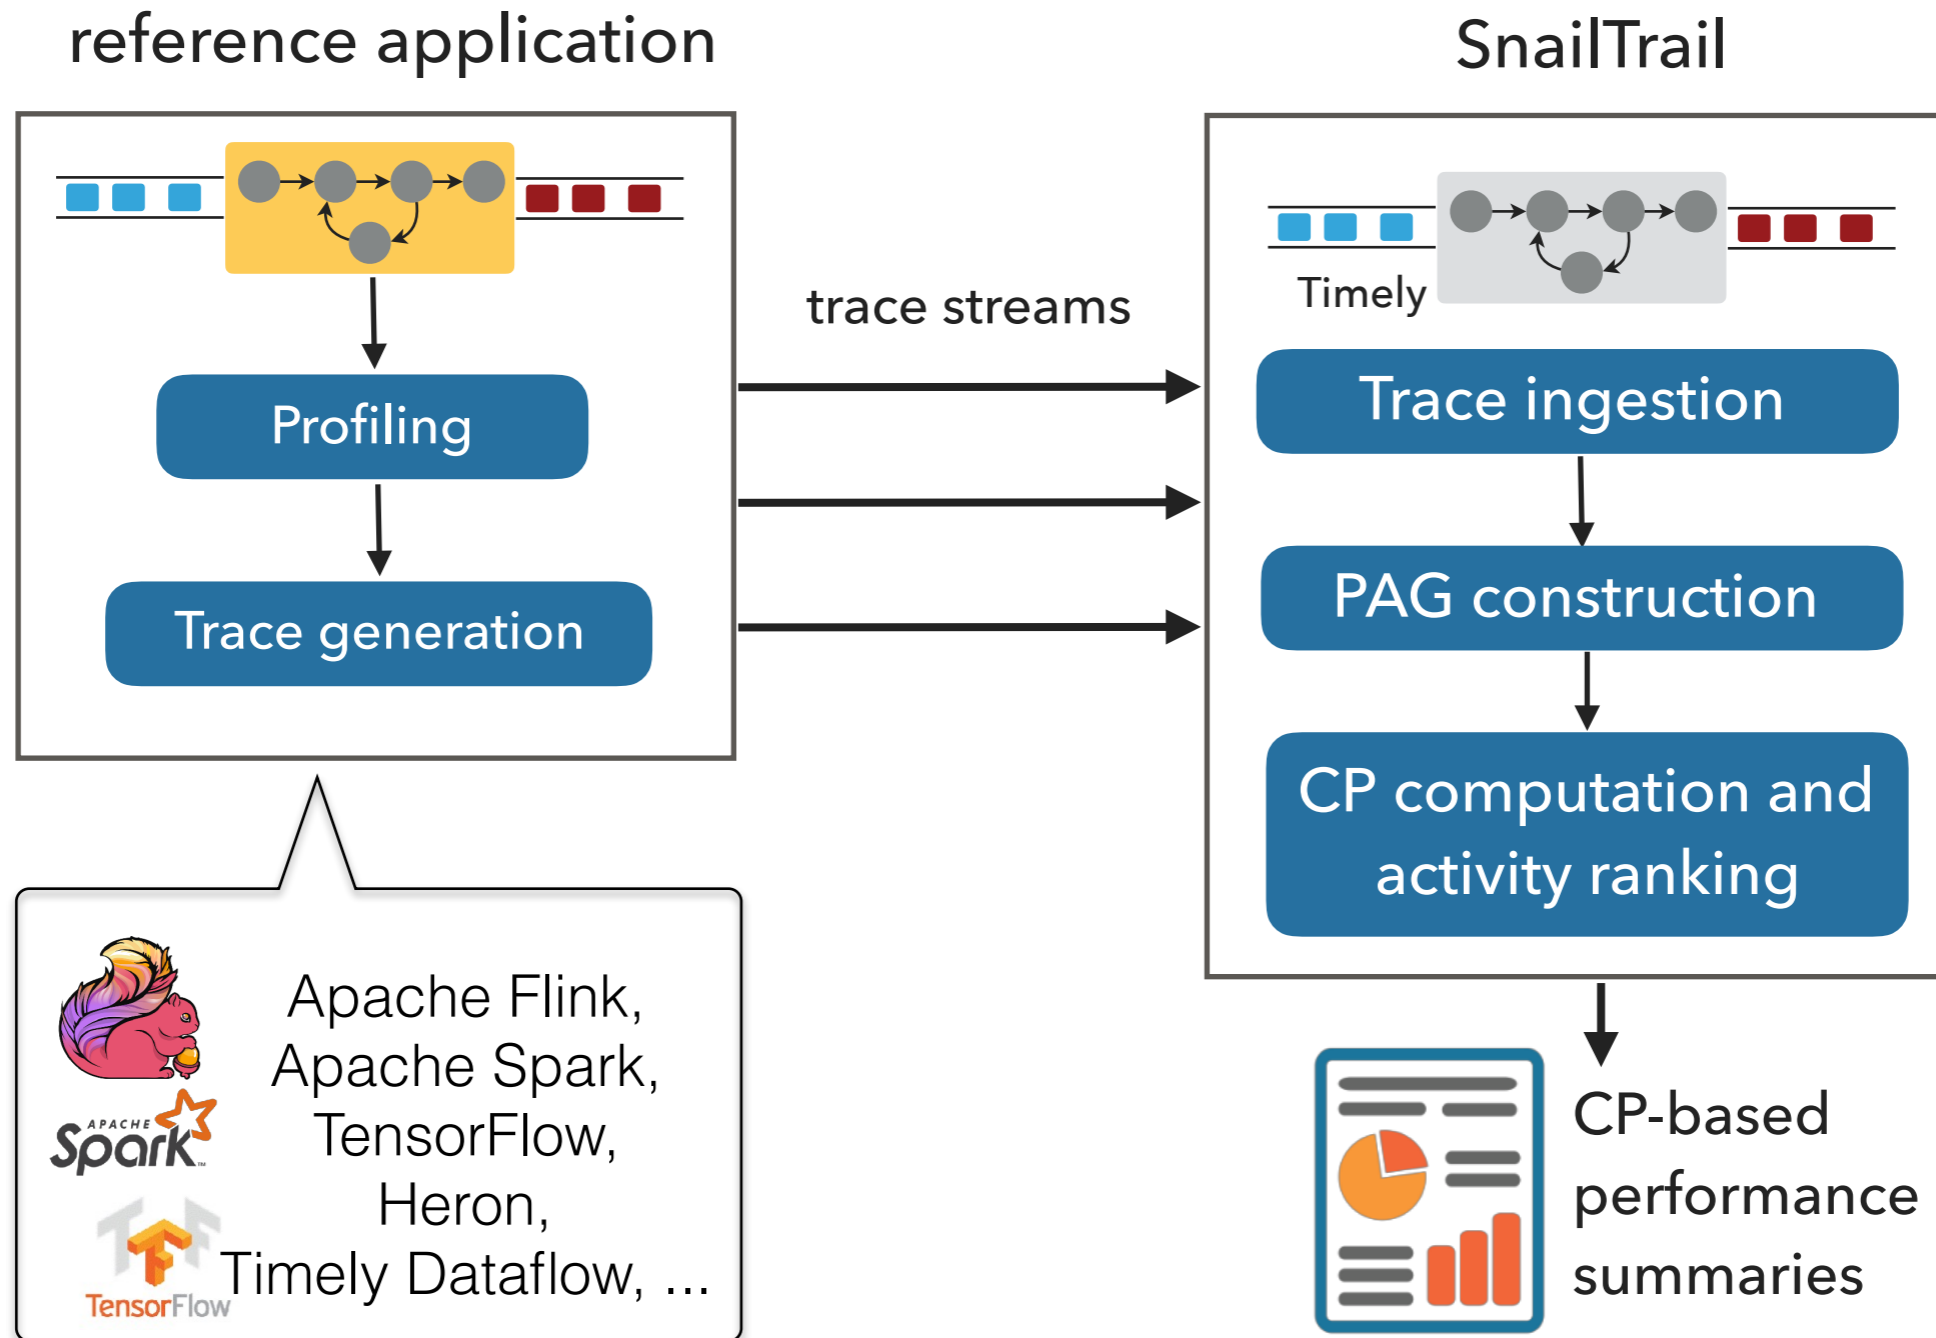 reference application
SnailTrail
Timely
trace streams
Profiling
Trace generation
Trace ingestion
PAG construction
CP computation and
activity ranking
Apache Flink,
Apache Spark,
TensorFlow,
Heron,
Timely Dataflow, ...
APACHE
Spark™
TensorFlow
CP-based
performance
summaries